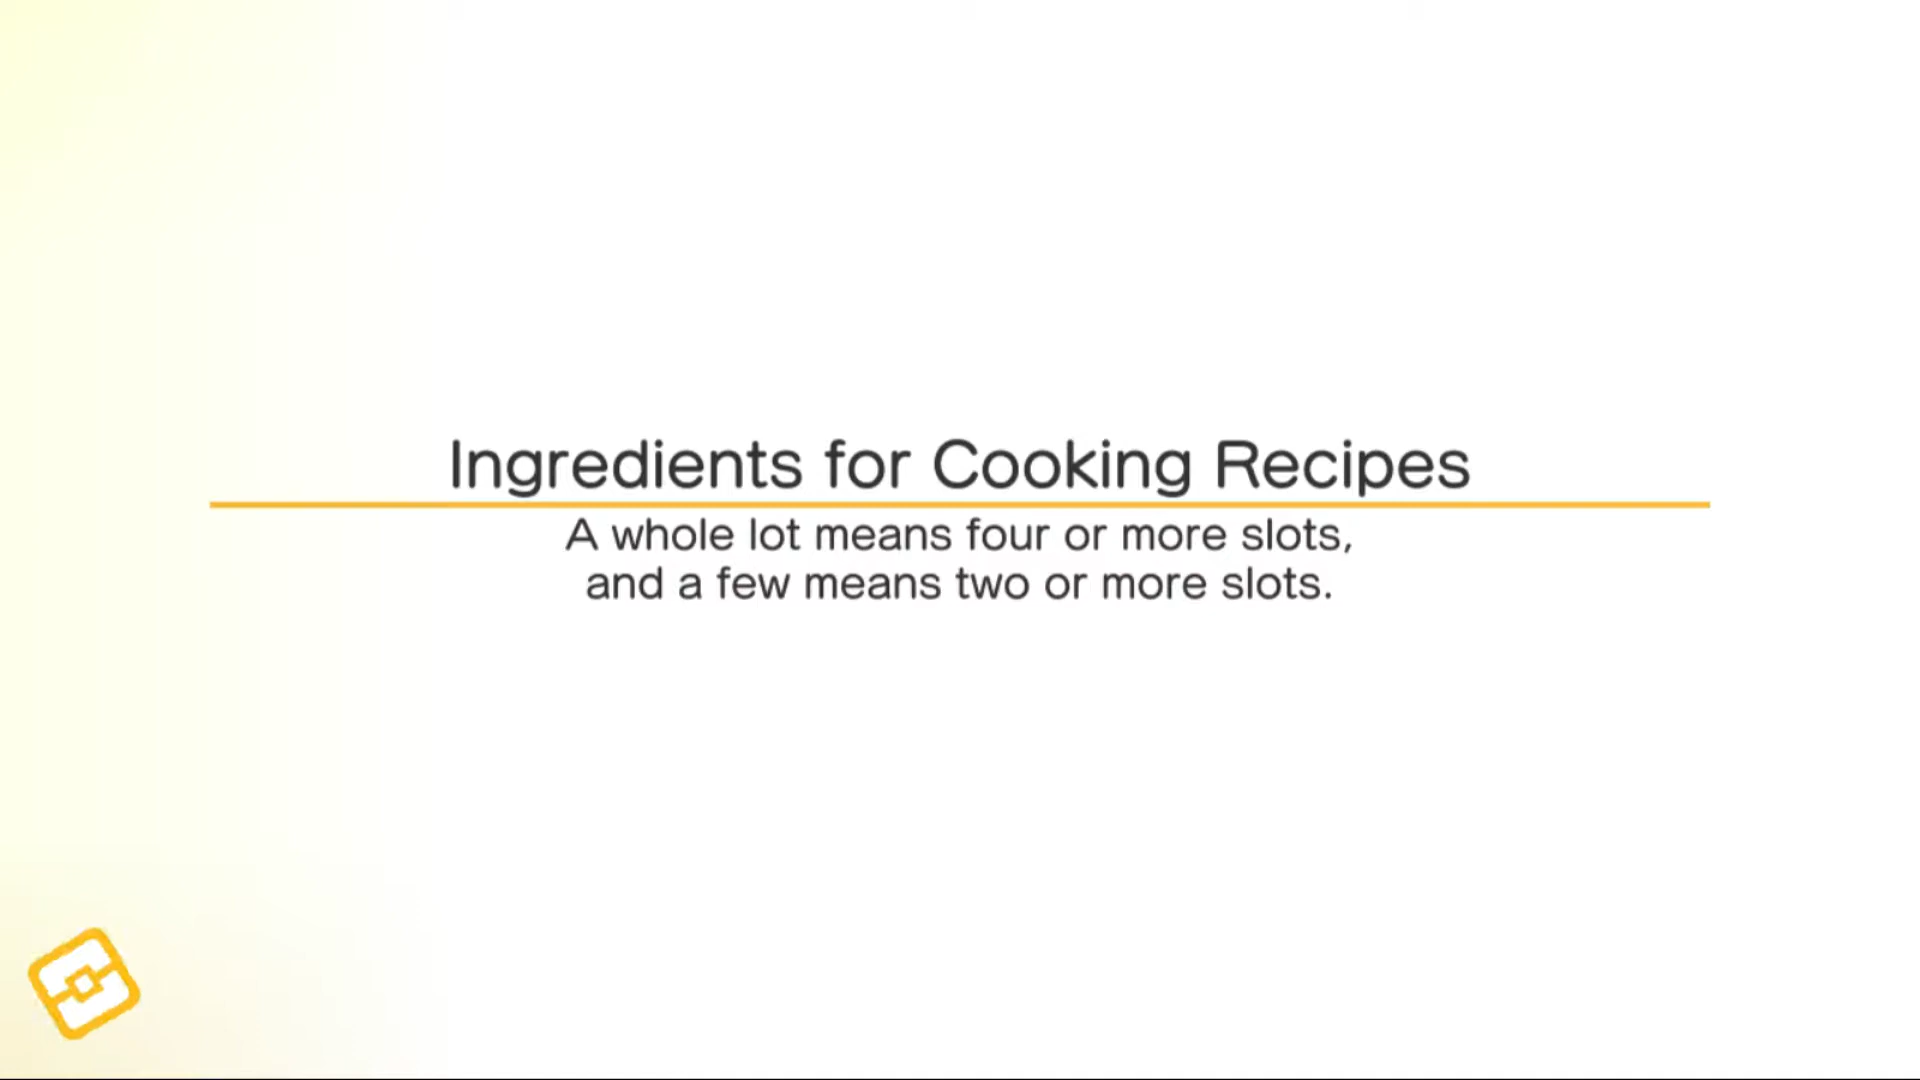 Ingredients for Cooking Recipes
A whole lot means four or more slots,
and a few means two or more slots.